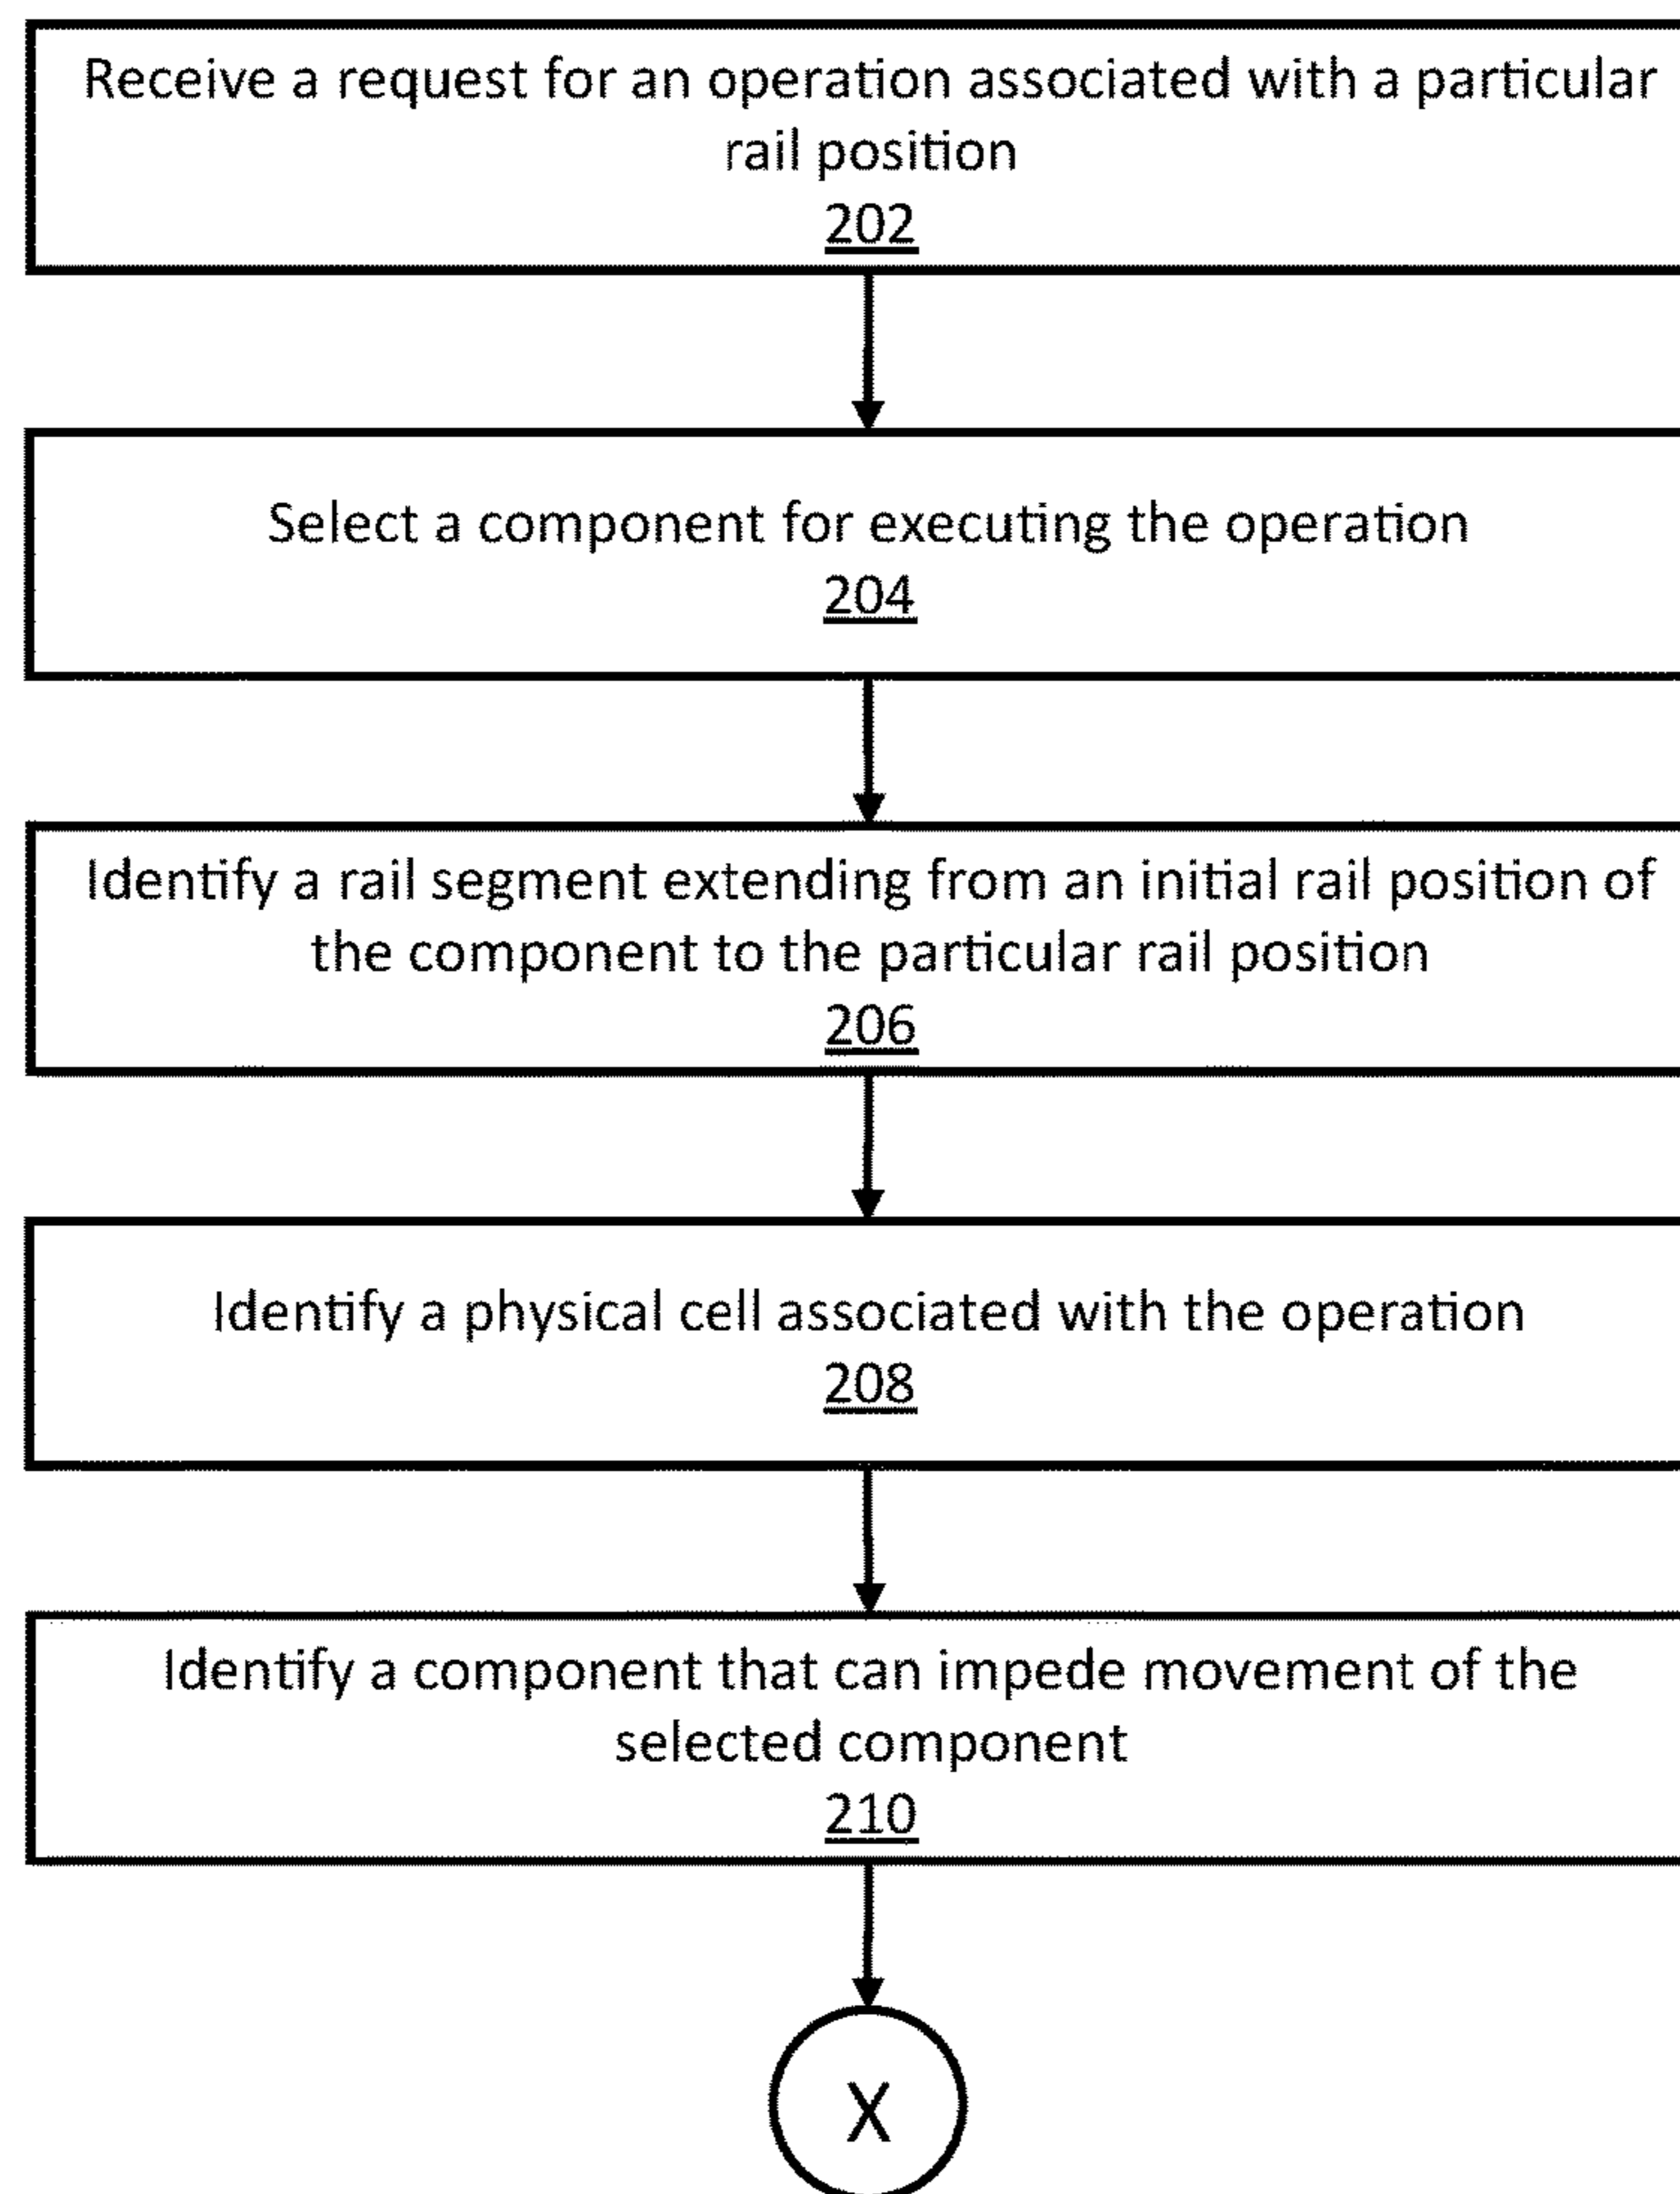 Receive a request for an operation associated with a particular
rail position
202
Select a component for executing the operation
204
Identify a rail segment extending from an initial rail position of
the component to the particular rail position
206
Identify a physical cell associated with the operation
208
Identify a component that can impede movement of the
selected component
210
X